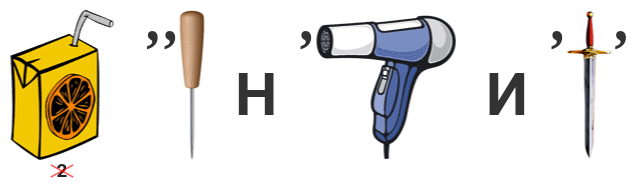 ,, Н , И , ,
2